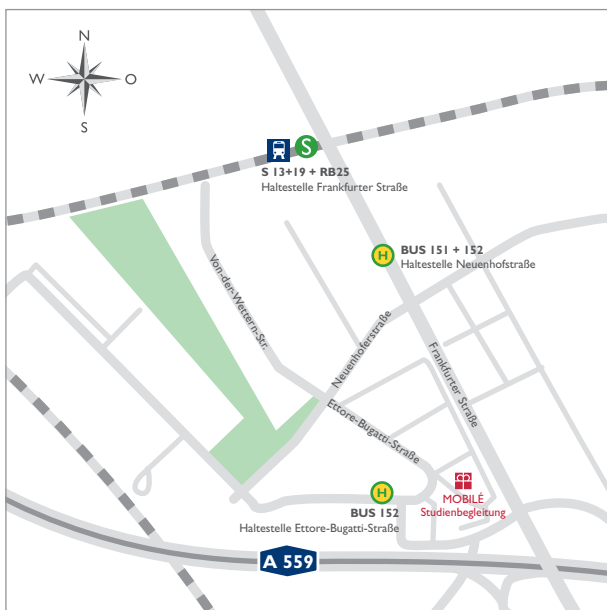 N
W O
S
S
S 13+19 + RB25
Haltestelle Frankfurter Straße
H
BUS 151 + 152
Haltestelle Neuenhofstraße
Von-der-Wettern-Str.
Neuenhoferstraße
Frankfurter Straße
Ettore-Bugatti-Straße
H
BUS 152
Haltestelle Ettore-Bugatti-Straße
MOBILÉ
Studienbegleitung
A 559